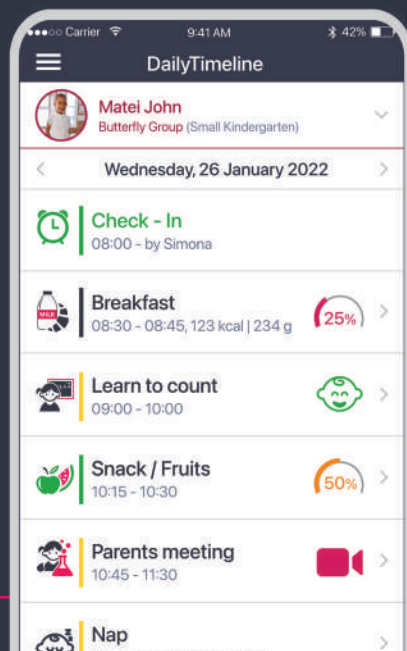 Carrier 9:41 AM 42%
DailyTimeline
Matei John
Butterfly Group (Small Kindergarten)
Wednesday, 26 January 2022
Check - In
08:00 - by Simona
Breakfast
08:30 - 08:45, 123 kcal | 234 g
25%
MILK
Learn to count
09:00 - 10:00
Snack / Fruits
10:15 - 10:30
50%
Parents meeting
10:45 - 11:30
Nap